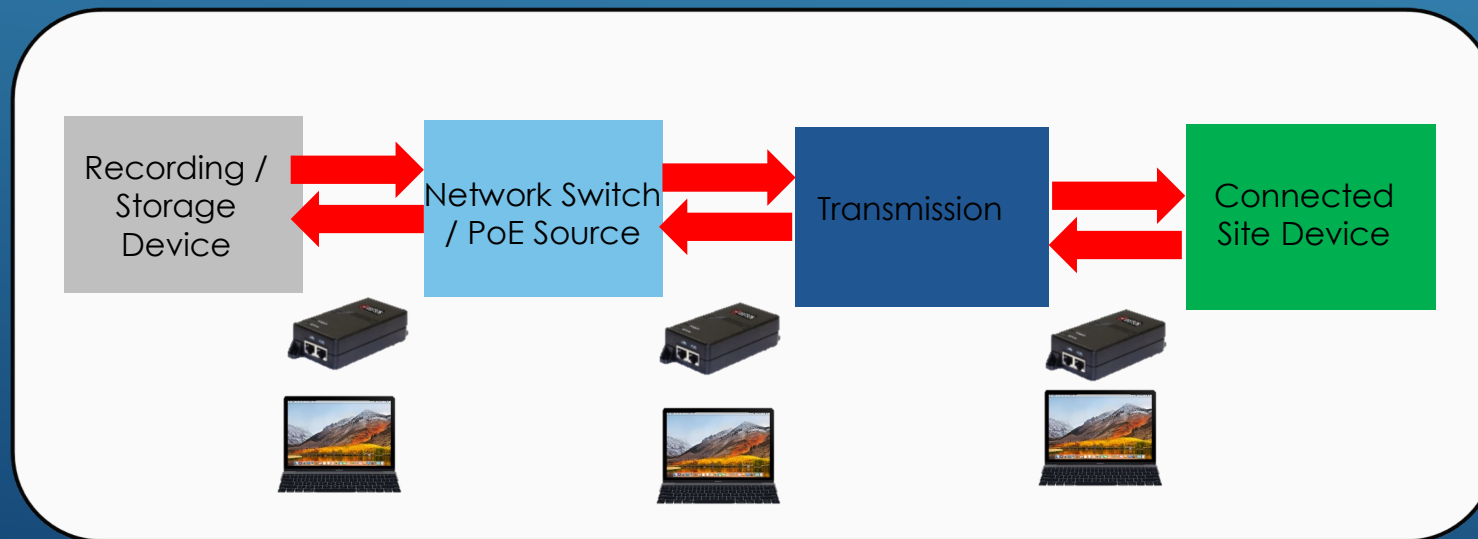 Recording /
Storage
Device
Network Switch
/ PoE Source
Transmission
Connected
Site Device